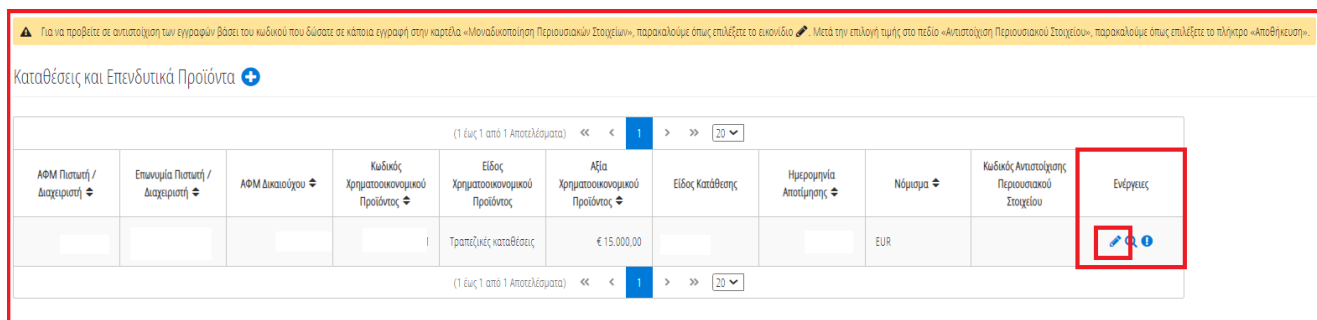 Για να προβείτε σε αντιστοίχιση των εγγραφών βάσει του κωδικού που δώσατε σε κάποια εγγραφή στην καρτέλα «Μοναδικοποίηση Περιουσιακών Στοιχείων», παρακαλούμε όπως επιλέξετε το εικονίδιο . Μετά την επιλογή τιμής στο πεδίο «Αντιστοίχιση Περιουσιακού Στοιχείου», παρακαλούμε όπως επιλέξετε το πλήκτρο «Αποθήκευση».
Καταθέσεις και Επενδυτικά Προϊόντα
(1 έως 1 από 1 Αποτελέσματα) « < 1 > » 20
ΑΦΜ Πιστωτή / Διαχειριστή
Επωνυμία Πιστωτή / Διαχειριστή
ΑΦΜ Δικαιούχου
Κωδικός Χρηματοοικονομικού Προϊόντος
Είδος Χρηματοοικονομικού Προϊόντος
Αξία Χρηματοοικονομικού Προϊόντος
Είδος Κατάθεσης
Ημερομηνία Αποτίμησης
Νόμισμα
Κωδικός Αντιστοίχισης Περιουσιακού Στοιχείου
Ενέργειες
Τραπεζικές καταθέσεις € 15.000,00 EUR
(1 έως 1 από 1 Αποτελέσματα) « < 1 > » 20